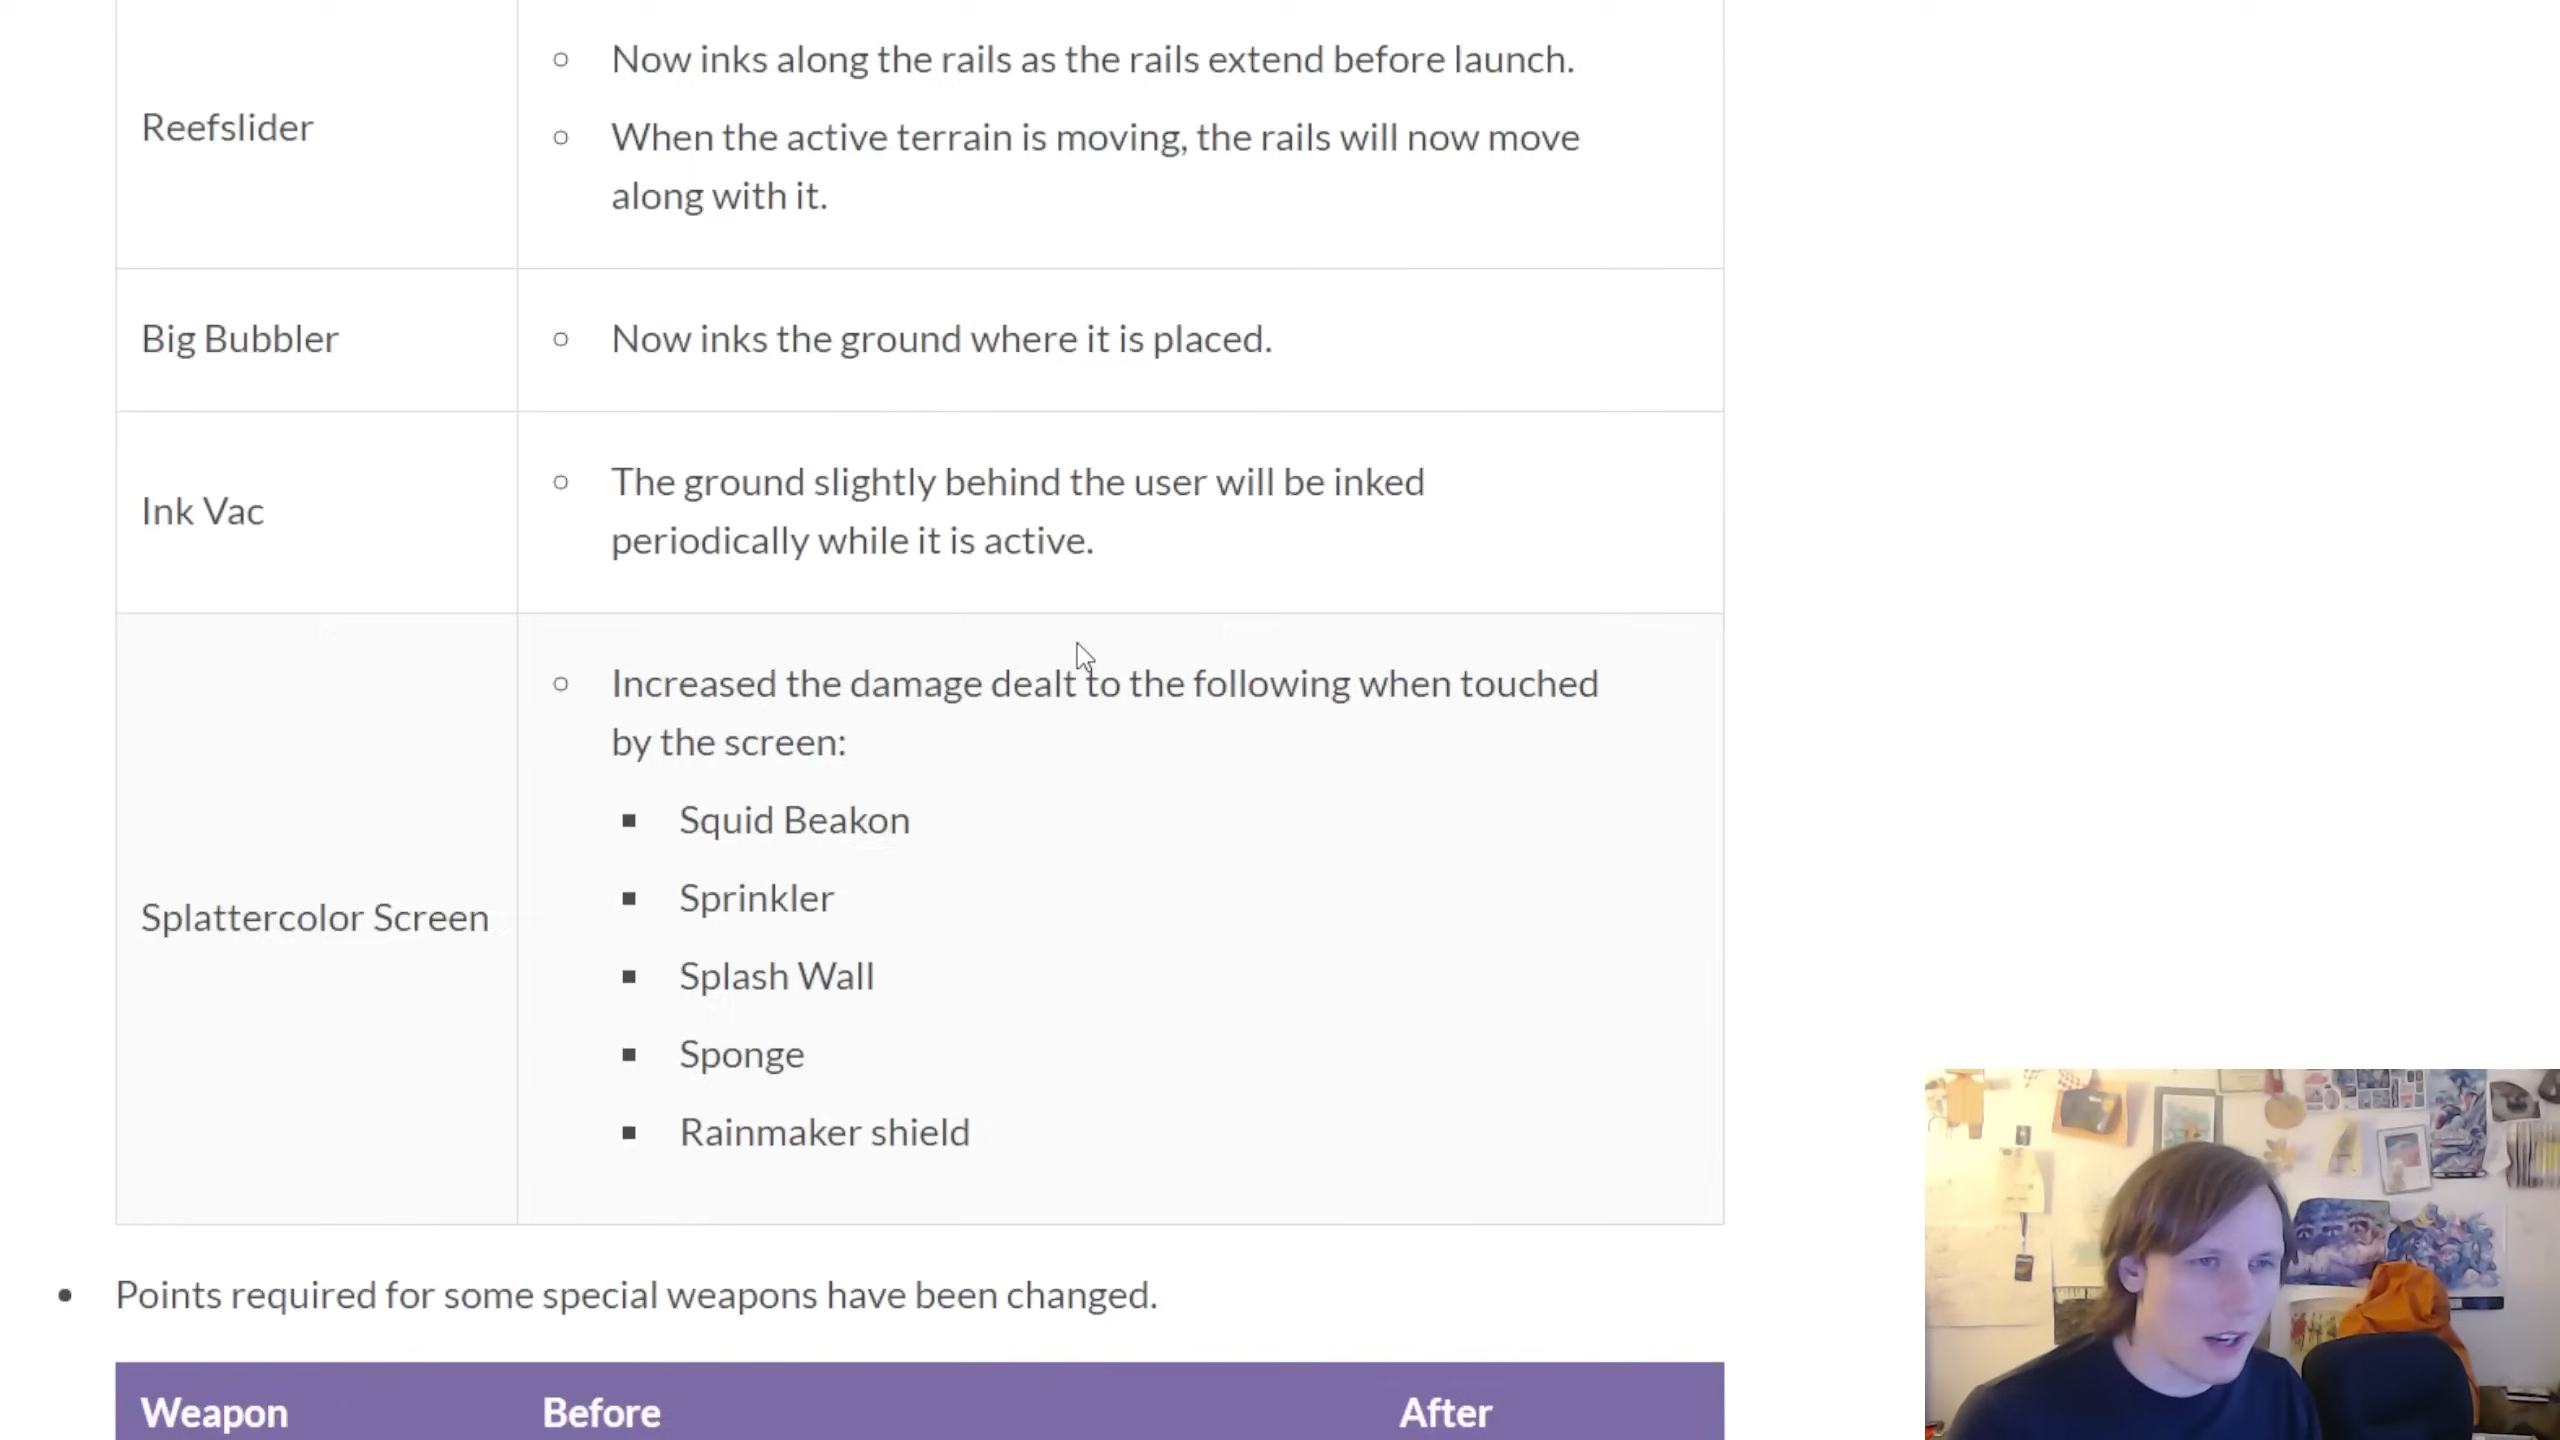 Reefslider
Now inks along the rails as the rails extend before launch.
When the active terrain is moving, the rails will now move
along with it.
Big Bubbler
Now inks the ground where it is placed.
Ink Vac
The ground slightly behind the user will be inked
periodically while it is active.
Splattercolor Screen
Increased the damage dealt to the following when touched
by the screen:
Squid Beakon
Sprinkler
Splash Wall
Sponge
Rainmaker shield
Points required for some special weapons have been changed.
Weapon Before After